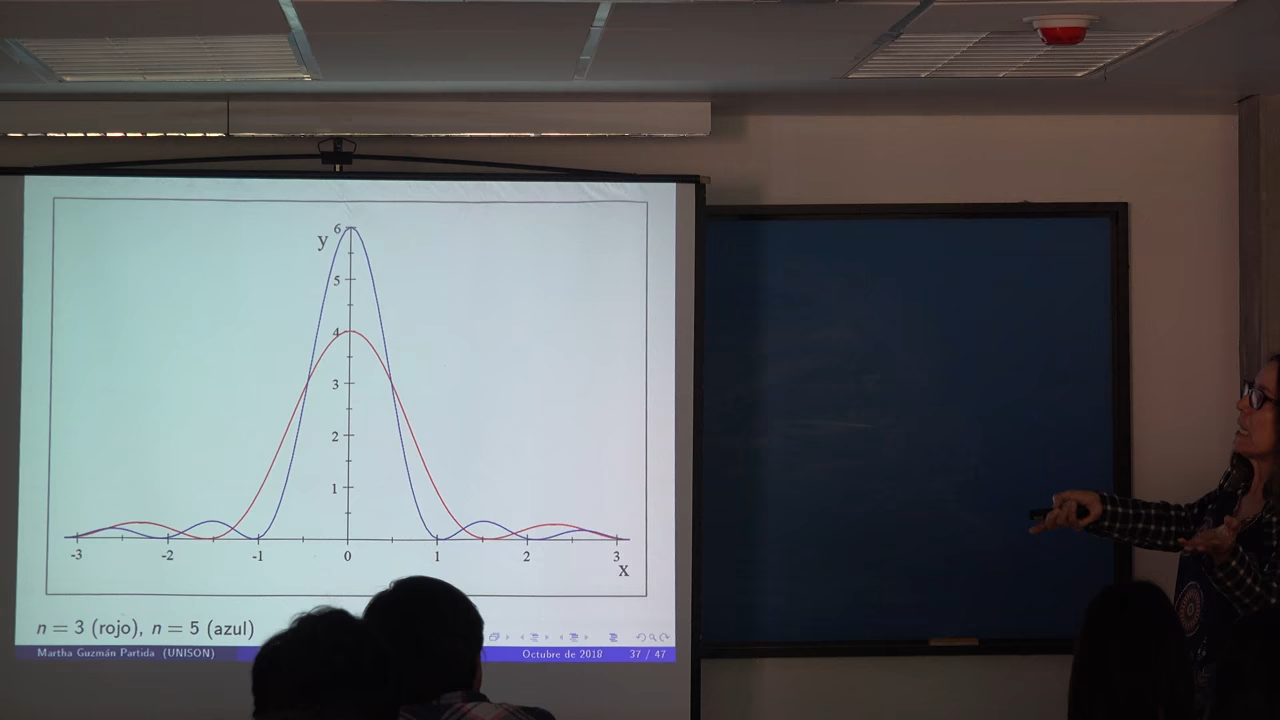 y
6
5
4
3
2
1
-3 -2 -1 0 1 2 3
x
n = 3 (rojo), n = 5 (azul)
Martha Guzmán Partida (UNISON) Octubre de 2018 37 / 47